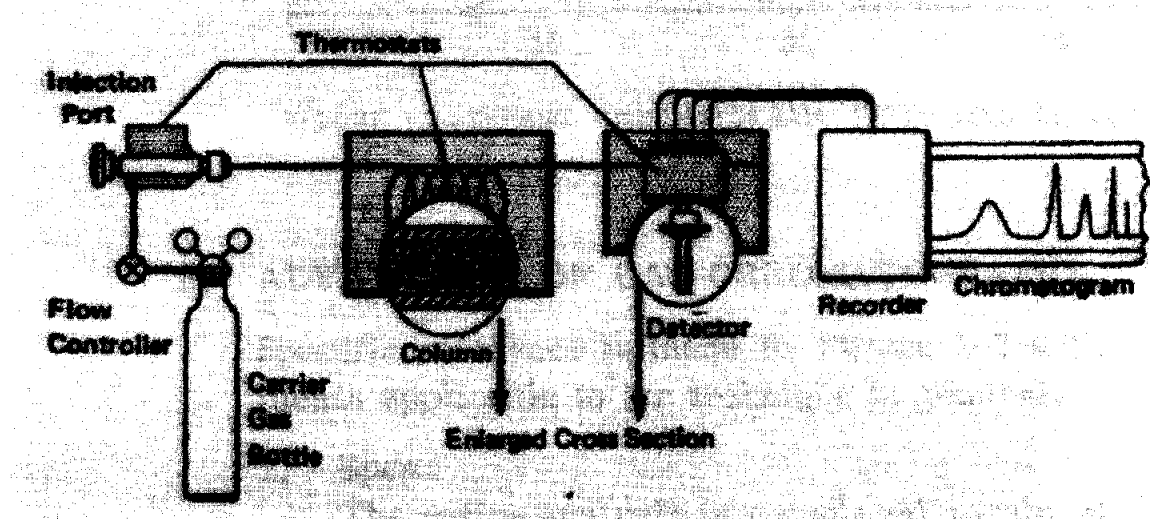 Thermostats
Injection
Port
Flow
Controller
Carrier
Gas
Bottle
Column
Enlarged Cross Section
Detector
Recorder
Chromatogram